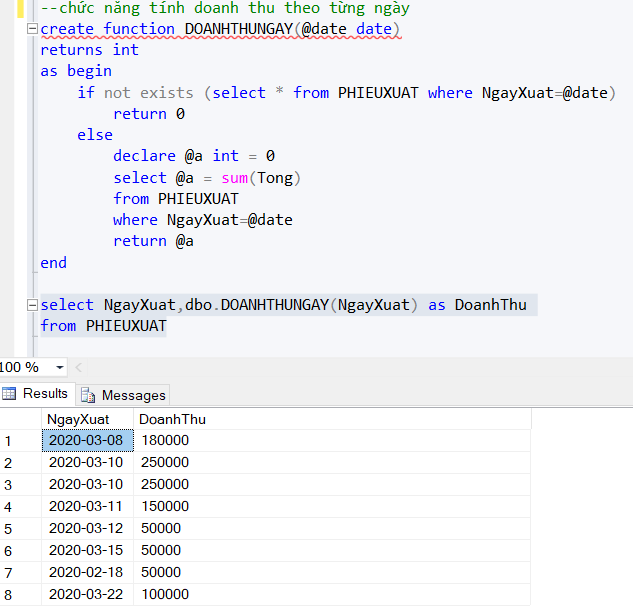 --chức năng tính doanh thu theo từng ngày
create function DOANHTHUNGAY(@date date)
returns int
as begin
if not exists (select * from PHIEUXUAT where NgayXuat=@date)
return 0
else
declare @a int = 0
select @a = sum(Tong)
from PHIEUXUAT
where NgayXuat=@date
return @a
end
select NgayXuat,dbo.DOANHTHUNGAY(NgayXuat) as DoanhThu
from PHIEUXUAT
100 %
Results Messages
NgayXuat DoanhThu
1 2020-03-08 180000
2 2020-03-10 250000
3 2020-03-10 250000
4 2020-03-11 150000
5 2020-03-12 50000
6 2020-03-15 50000
7 2020-02-18 50000
8 2020-03-22 100000